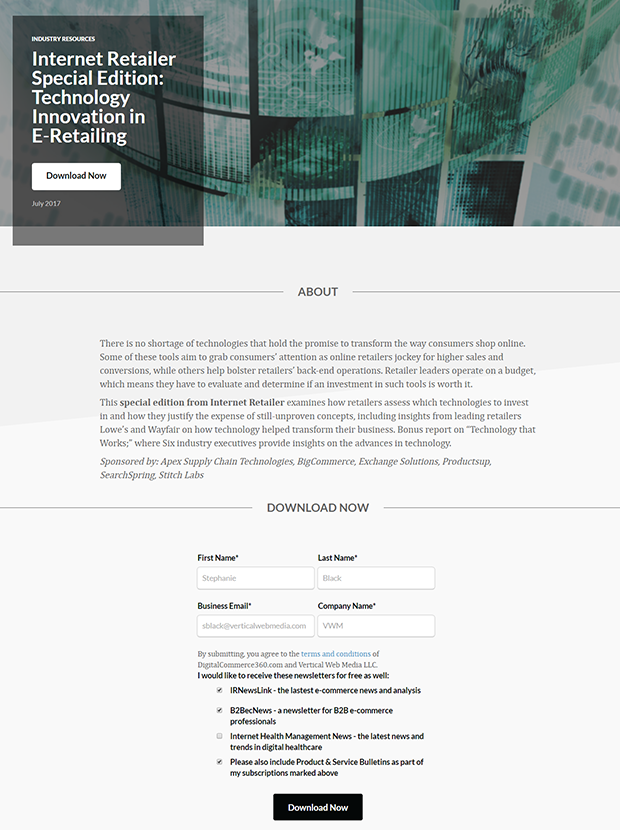 INDUSTRY RESOURCES
Internet Retailer
Special Edition:
Technology
Innovation in
E-Retailing
Download Now
July 2017
ABOUT
There is no shortage of technologies that hold the promise to transform the way consumers shop online.
Some of these tools aim to grab consumers' attention as online retailers jockey for higher sales and
conversions, while others help bolster retailers' back-end operations. Retailer leaders operate on a budget,
which means they have to evaluate and determine if an investment in such tools is worth it.
This special edition from Internet Retailer examines how retailers assess which technologies to invest
in and how they justify the expense of still-unproven concepts, including insights from leading retailers
Lowe's and Wayfair on how technology helped transform their business. Bonus report on "Technology that
Works;" where Six industry executives provide insights on the advances in technology.
Sponsored by: Apex Supply Chain Technologies, BigCommerce, Exchange Solutions, Productsup,
SearchSpring, Stitch Labs
DOWNLOAD NOW
First Name* Last Name*
Stephanie Black
Business Email* Company Name*
sblack@verticalwebmedia.com VWM
By submitting, you agree to the terms and conditions of
DigitalCommerce360.com and Vertical Web Media LLC.
I would like to receive these newsletters for free as well:
IRNewsLink - the lastest e-commerce news and analysis
B2BecNews - a newsletter for B2B e-commerce
professionals
Internet Health Management News - the latest news and
trends in digital healthcare
Please also include Product & Service Bulletins as part of
my subscriptions marked above
Download Now